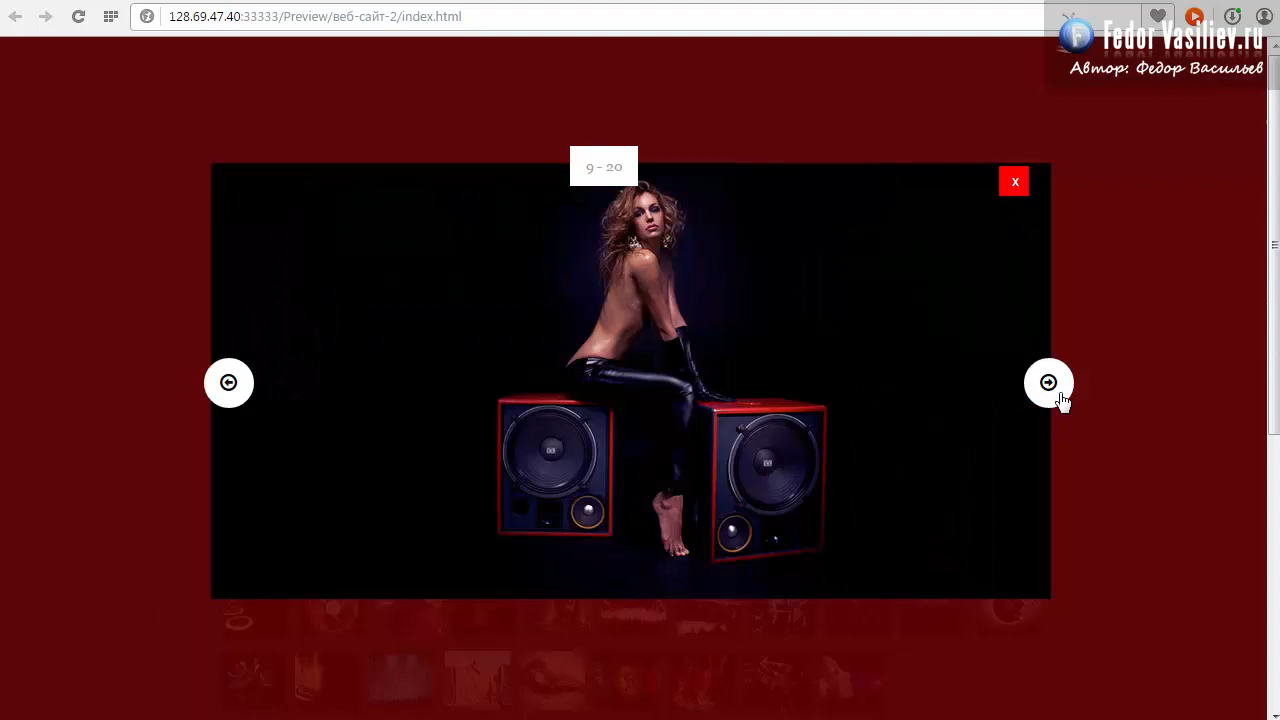 128.69.47.40:33333/Preview/веб-сайт-2/index.html
Fedor Vasiliev.ru
Автор: Федор Васильев
9 - 20
x